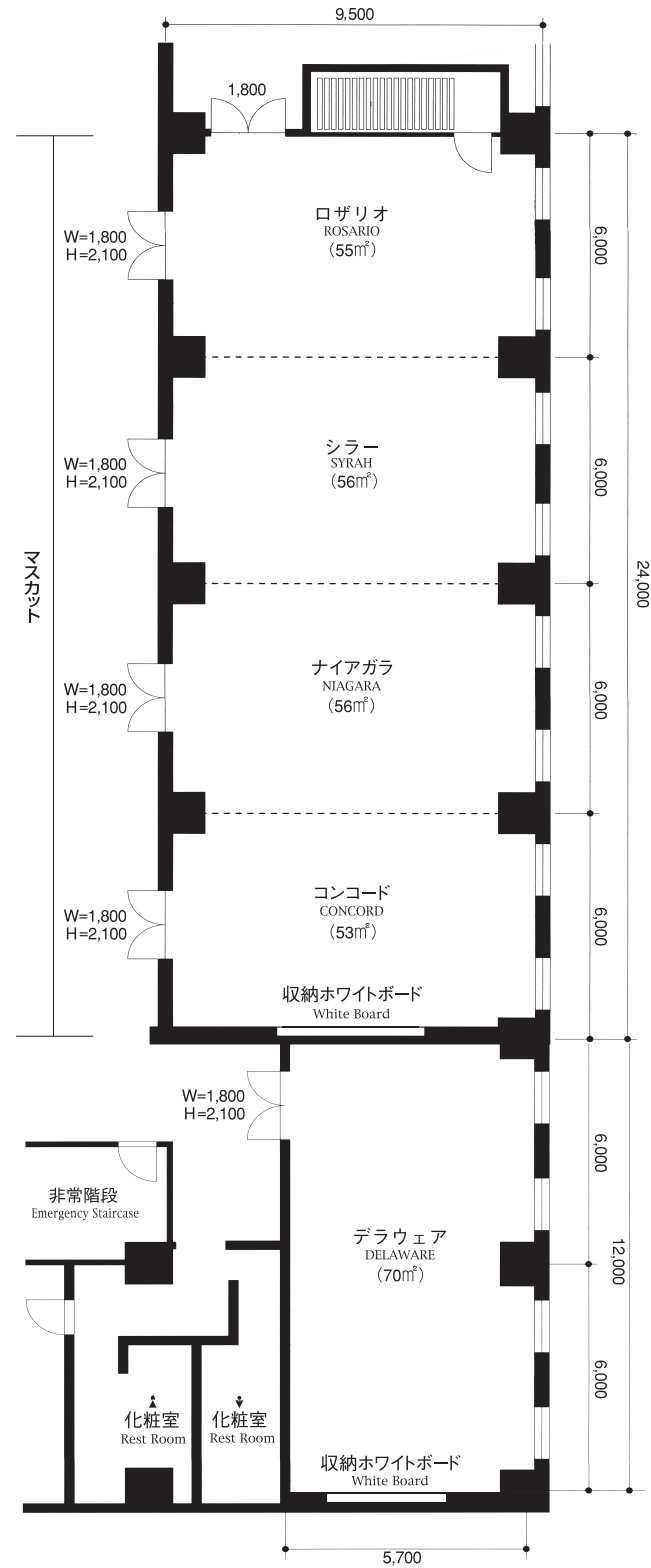 9,500
1,800
ロザリオ
ROSARIO
(55㎡)
W=1,800
H=2,100
6,000
シラー
SYRAH
(56㎡)
W=1,800
H=2,100
6,000
マスカット
24,000
ナイアガラ
NIAGARA
(56㎡)
W=1,800
H=2,100
6,000
コンコード
CONCORD
(53㎡)
W=1,800
H=2,100
6,000
収納ホワイトボード
White Board
W=1,800
H=2,100
6,000
非常階段
Emergency Staircase
デラウェア
DELAWARE
(70㎡)
12,000
6,000
化粧室
Rest Room
化粧室
Rest Room
収納ホワイトボード
White Board
5,700